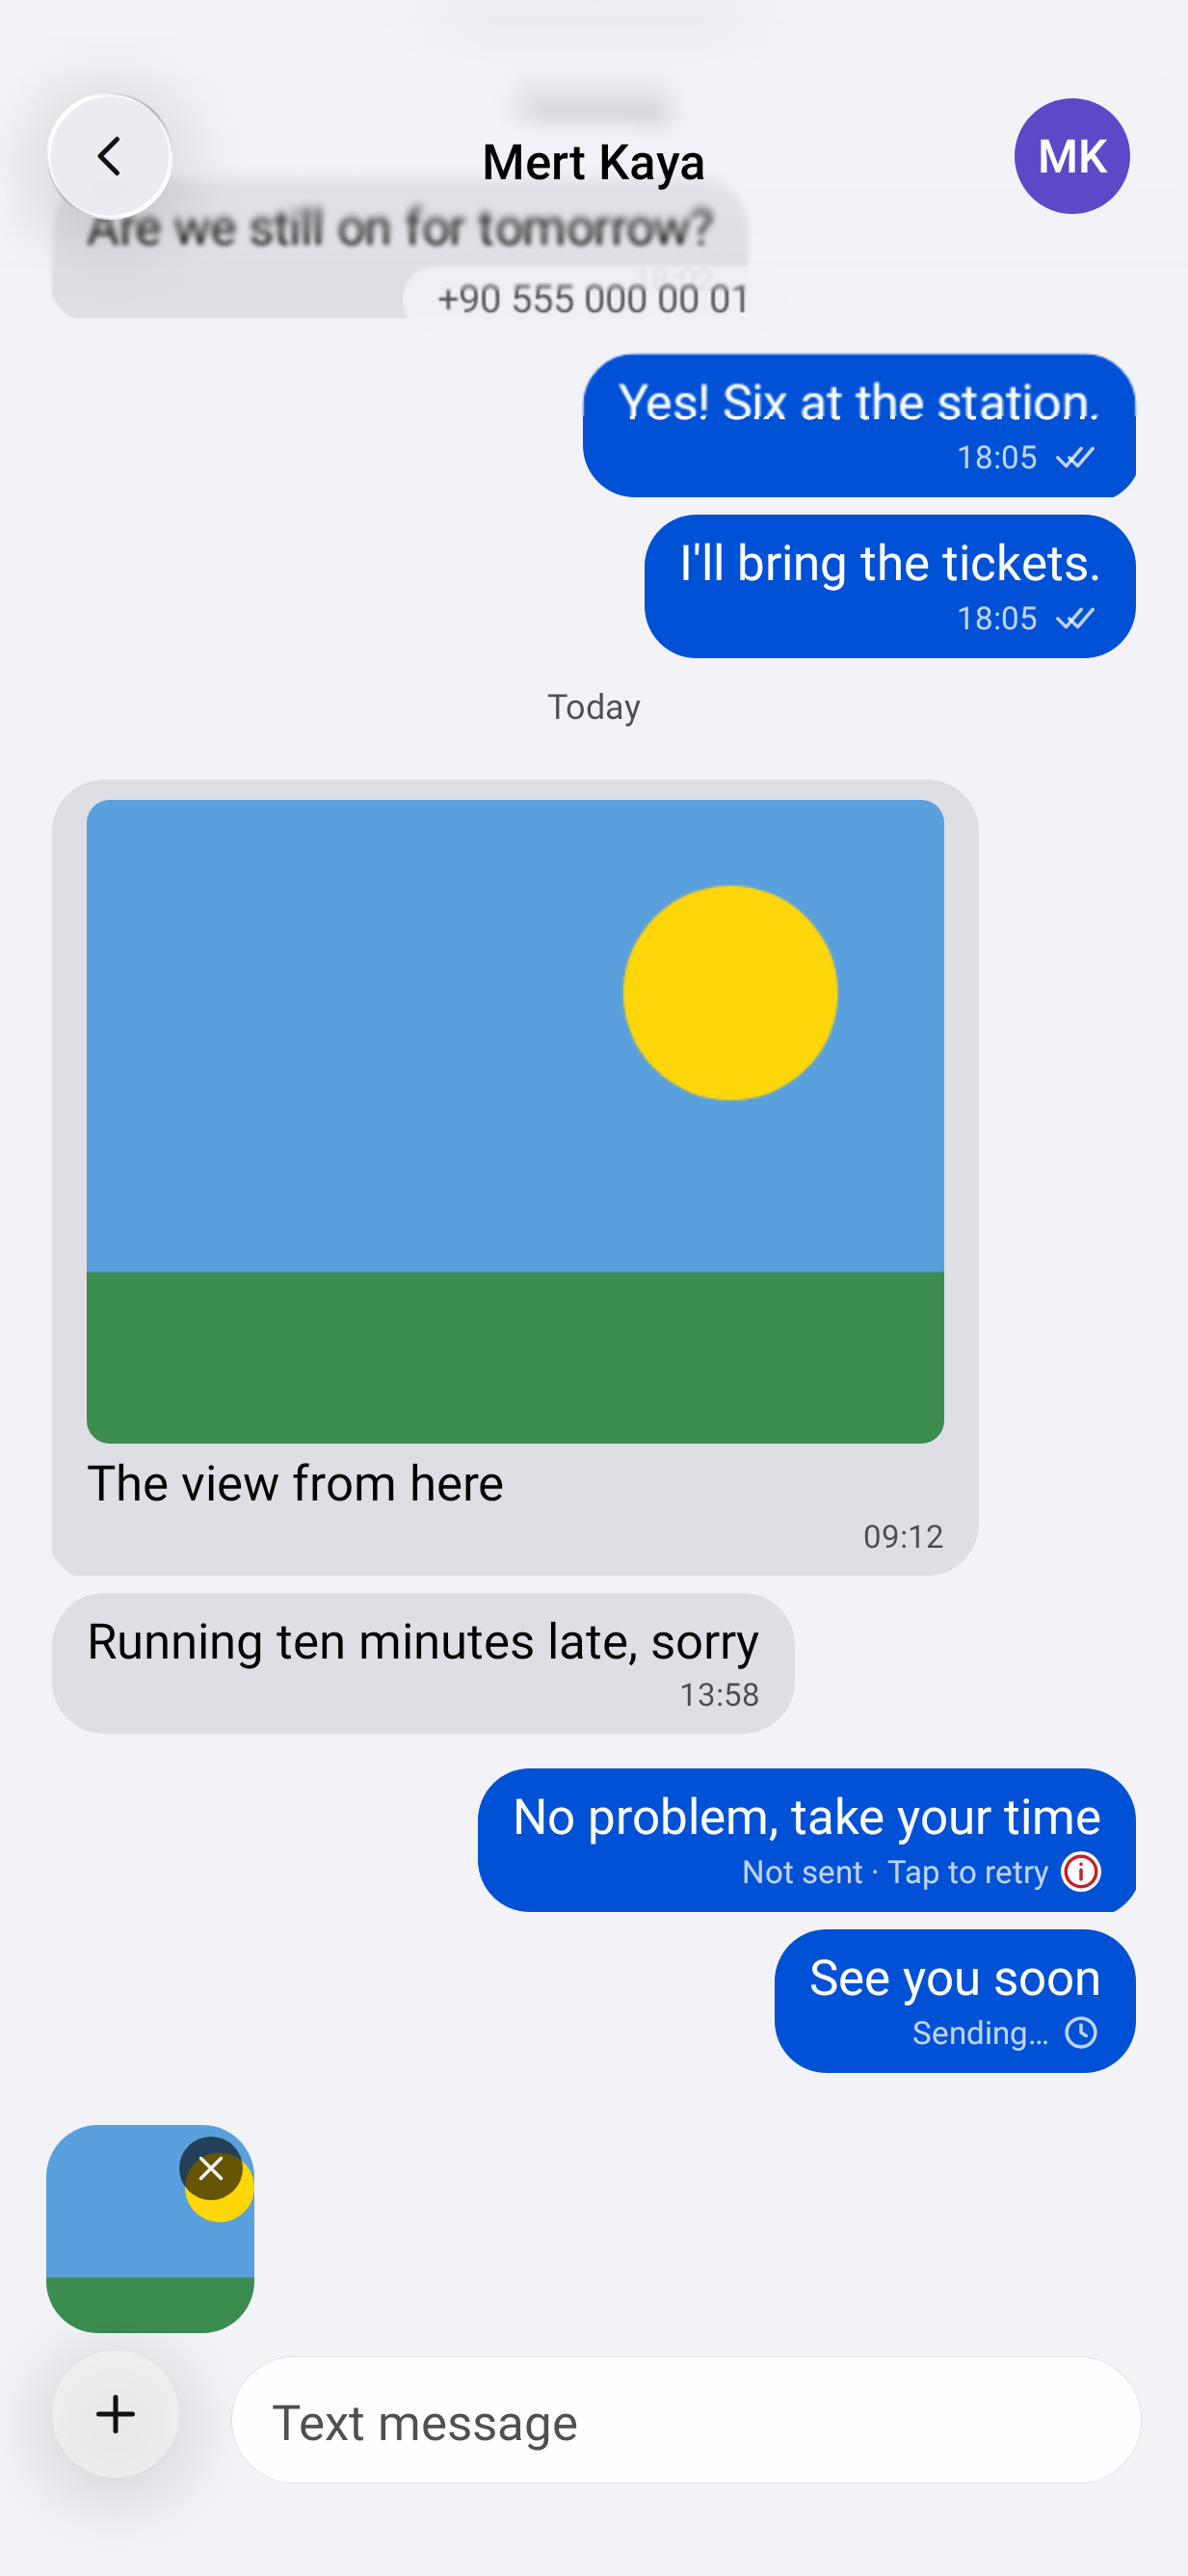 Mert Kaya
MK
Are we still on for tomorrow?
18:02
+90 555 000 00 01
Yes! Six at the station.
18:05
I'll bring the tickets.
18:05
Today
The view from here
09:12
Running ten minutes late, sorry
13:58
No problem, take your time
Not sent · Tap to retry
See you soon
Sending...
Text message